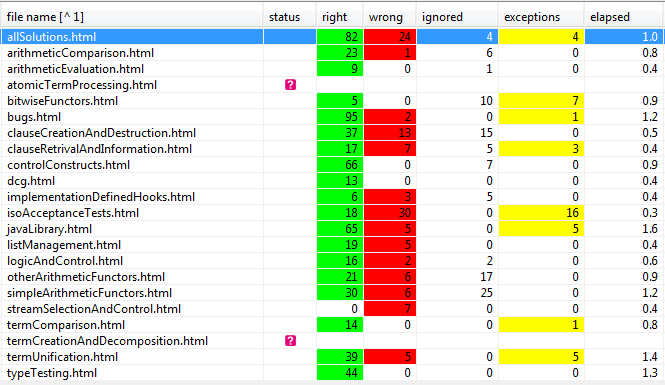 file name [^ 1] status right wrong ignored exceptions elapsed
allSolutions.html 82 24 4 4 1.0
arithmeticComparison.html 23 1 6 0 0.8
arithmeticEvaluation.html 9 0 1 0 0.4
atomicTermProcessing.html ?
bitwiseFunctors.html 5 0 10 7 0.9
bugs.html 95 2 0 1 1.2
clauseCreationAndDestruction.html 37 13 15 0 0.5
clauseRetrivalAndInformation.html 17 7 5 3 0.4
controlConstructs.html 66 0 7 0 0.9
dcg.html 13 0 0 0 0.4
implementationDefinedHooks.html 6 3 5 0 0.4
isoAcceptanceTests.html 18 30 0 16 0.3
javaLibrary.html 65 5 0 5 1.6
listManagement.html 19 5 0 0 0.4
logicAndControl.html 16 2 2 0 0.6
otherArithmeticFunctors.html 21 6 17 0 0.9
simpleArithmeticFunctors.html 30 6 25 0 1.2
streamSelectionAndControl.html 0 7 0 0 0.4
termComparison.html 14 0 0 1 0.8
termCreationAndDecomposition.html ?
termUnification.html 39 5 0 5 1.4
typeTesting.html 44 0 0 0 1.3